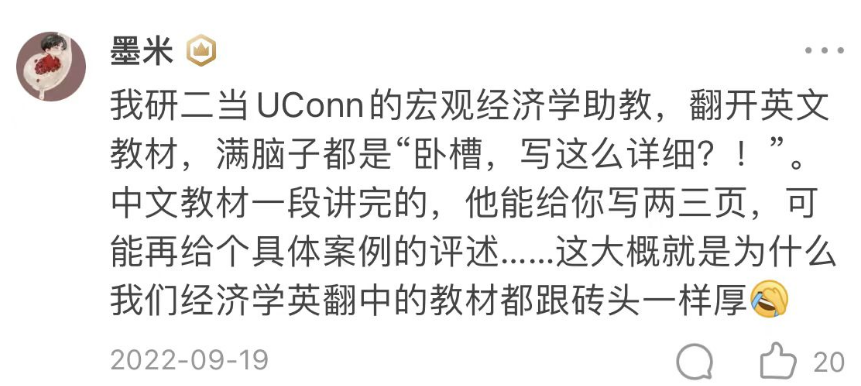 墨米
我研二当UConn的宏观经济学助教，翻开英文
教材，满脑子都是“卧槽，写这么详细？！”。
中文教材一段讲完的，他能给你写两三页，可
能再给个具体案例的评述……这大概就是为什么
我们经济学英翻中的教材都跟砖头一样厚🤣
2022-09-19
20